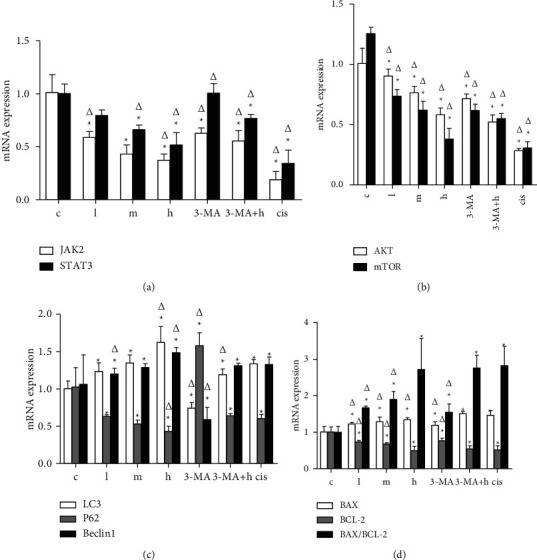 mRNA expression
1.5
1.0
0.5
0.0
Δ * Δ * * Δ * Δ * Δ * Δ * Δ Δ * Δ * Δ * Δ *
c l m h 3-MA 3-MA+h cis
JAK2
STAT3
(a)
mRNA expression
1.5
1.0
0.5
0.0
Δ * Δ * Δ * Δ * Δ * Δ * Δ * Δ * Δ * Δ * Δ * Δ *
c l m h 3-MA 3-MA+h cis
AKT
mTOR
(b)
mRNA expression
2.0
1.5
1.0
0.5
0.0
c l m h 3-MA 3-MA+h cis
LC3
P62
Beclin1
(c)
mRNA expression
4
3
2
1
0
c l m h 3-MA 3-MA+h cis
BAX
BCL-2
BAX/BCL-2
(d)